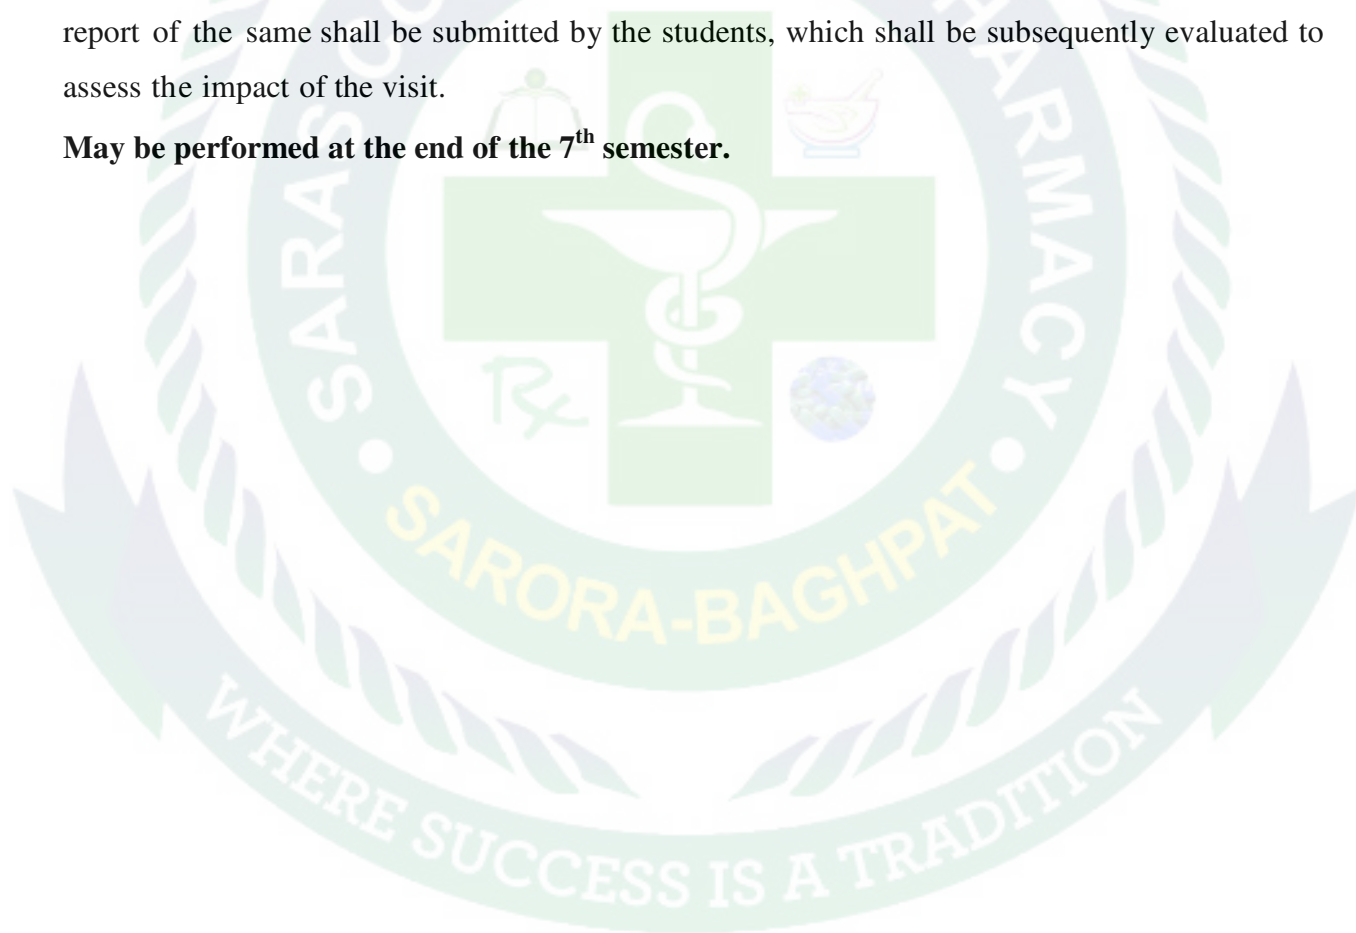 report of the same shall be submitted by the students, which shall be subsequently evaluated to
assess the impact of the visit.
May be performed at the end of the 7th semester.
SARAS
PHARMACY
Rx
SARORA-BAGHPAT
WHERE SUCCESS IS A TRADITION